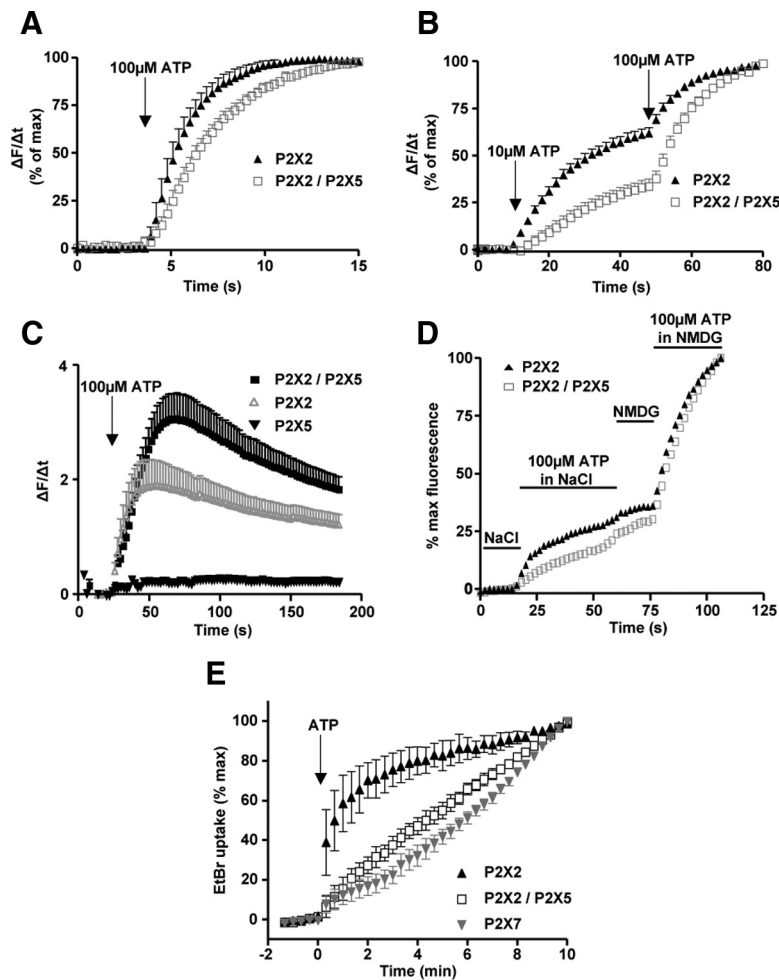 A
100μM ATP
ΔF/Δt
(% of max)
100
75
50
25
0
P2X2
P2X2 / P2X5
0 5 10 15
Time (s)
B
100μM ATP
10μM ATP
ΔF/Δt
(% of max)
100
75
50
25
0
P2X2
P2X2 / P2X5
0 20 40 60 80
Time (s)
C
100μM ATP
ΔF/Δt
4
2
0
P2X2 / P2X5
P2X2
P2X5
0 50 100 150 200
Time (s)
D
100μM ATP
in NMDG
P2X2
P2X2 / P2X5
NMDG
100μM ATP
in NaCl
NaCl
% max fluorescence
100
75
50
25
0
0 25 50 75 100 125
Time (s)
E
ATP
EtBr uptake (% max)
100
80
60
40
20
0
P2X2
P2X2 / P2X5
P2X7
-2 0 2 4 6 8 10
Time (min)